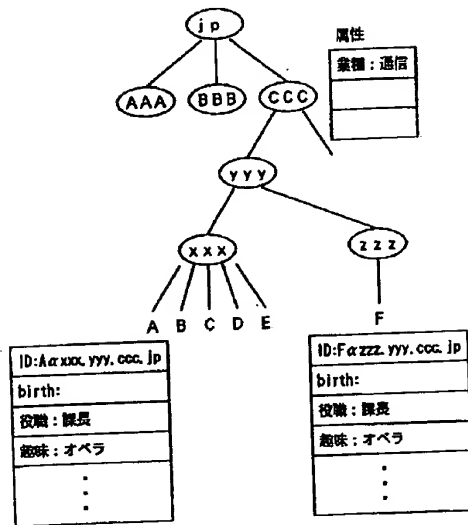 jp
属性
業種：通信
AAA
BBB
CCC
yyy
xxx
zzz
A B C D E
F
ID:Aαxxx.yyy.ccc.jp
birth:
役職：課長
趣味：オペラ
ID:Fαzzz.yyy.ccc.jp
birth:
役職：課長
趣味：オペラ